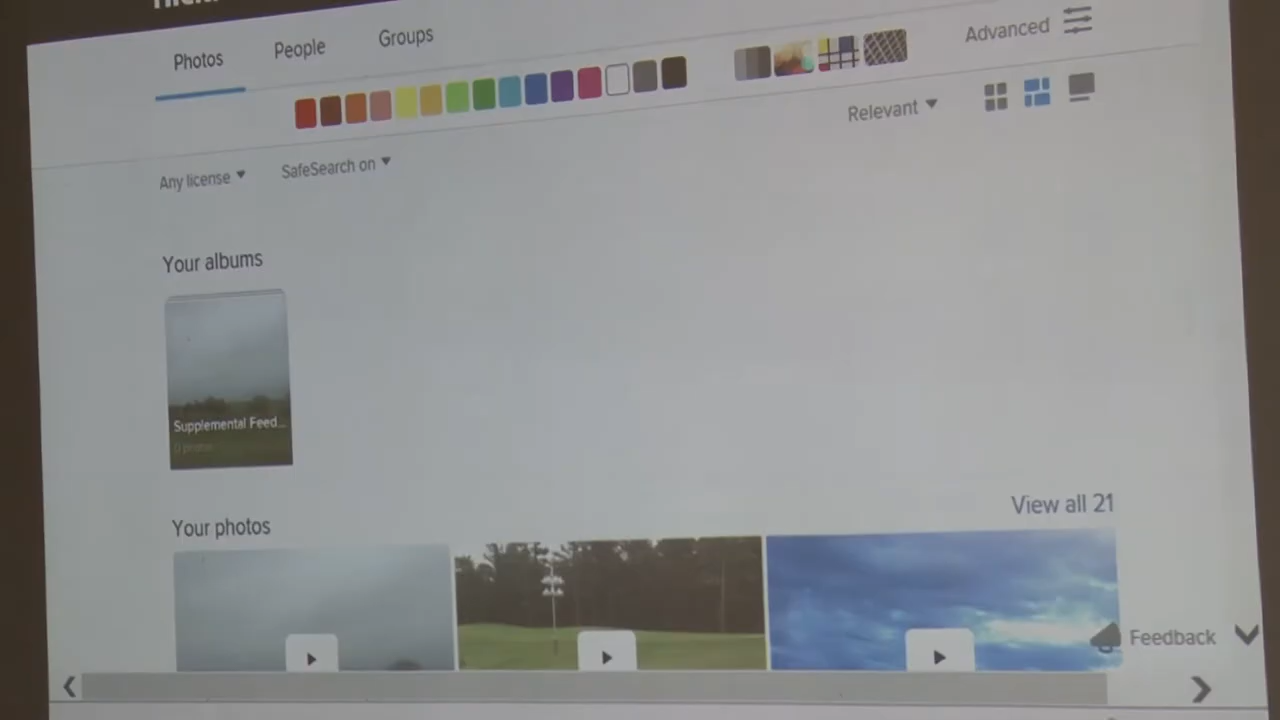 Photos People Groups
Advanced
Relevant
Any license SafeSearch on
Your albums
Supplemental Feed...
View all 21
Your photos
Feedback